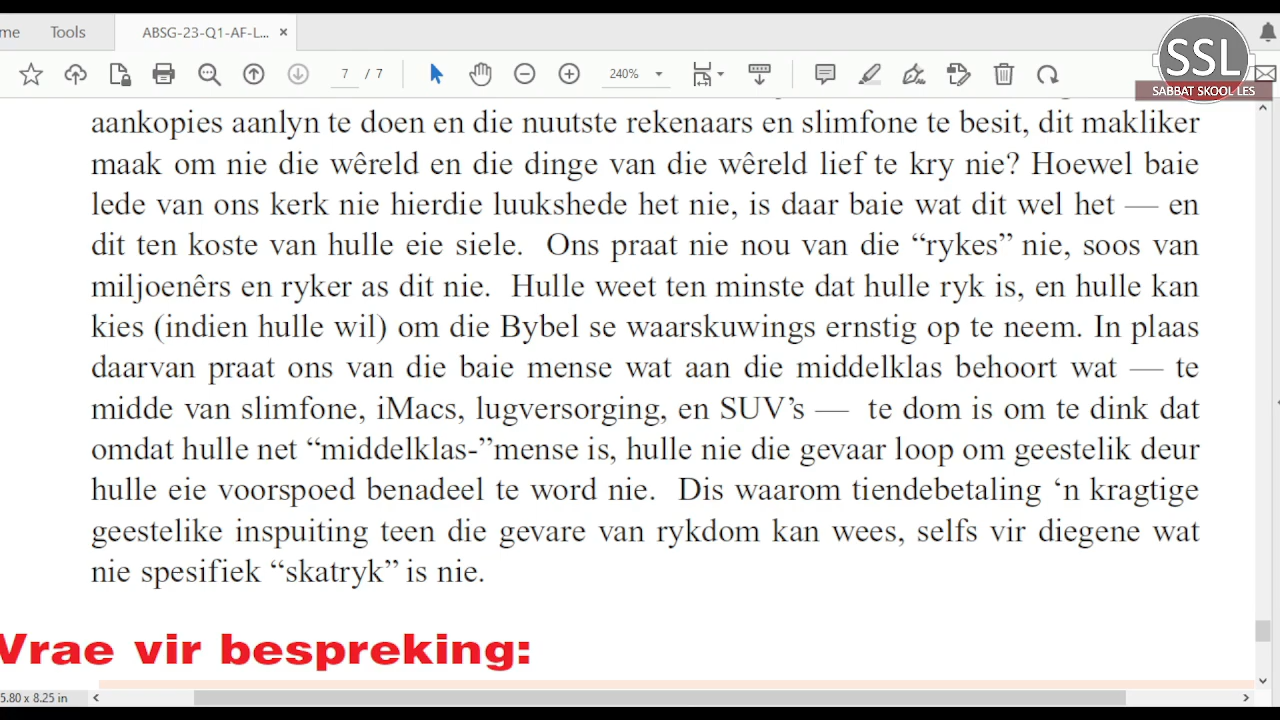 me
Tools
ABSG-23-Q1-AF-L... ×
SSL
SABBAT SKOOL LES
7 / 7
240%
aankopies aanlyn te doen en die nuutste rekenaars en slimfone te besit, dit makliker
maak om nie die wêreld en die dinge van die wêreld lief te kry nie? Hoewel baie
lede van ons kerk nie hierdie luukshede het nie, is daar baie wat dit wel het — en
dit ten koste van hulle eie siele. Ons praat nie nou van die “rykes” nie, soos van
miljoenêrs en ryker as dit nie. Hulle weet ten minste dat hulle ryk is, en hulle kan
kies (indien hulle wil) om die Bybel se waarskuwings ernstig op te neem. In plaas
daarvan praat ons van die baie mense wat aan die middelklas behoort wat — te
midde van slimfone, iMacs, lugversorging, en SUV’s — te dom is om te dink dat
omdat hulle net “middelklas-”mense is, hulle nie die gevaar loop om geestelik deur
hulle eie voorspoed benadeel te word nie. Dis waarom tiendebetaling ‘n kragtige
geestelike inspuiting teen die gevare van rykdom kan wees, selfs vir diegene wat
nie spesifiek “skatryk” is nie.
Vrae vir bespreking:
5.80 x 8.25 in